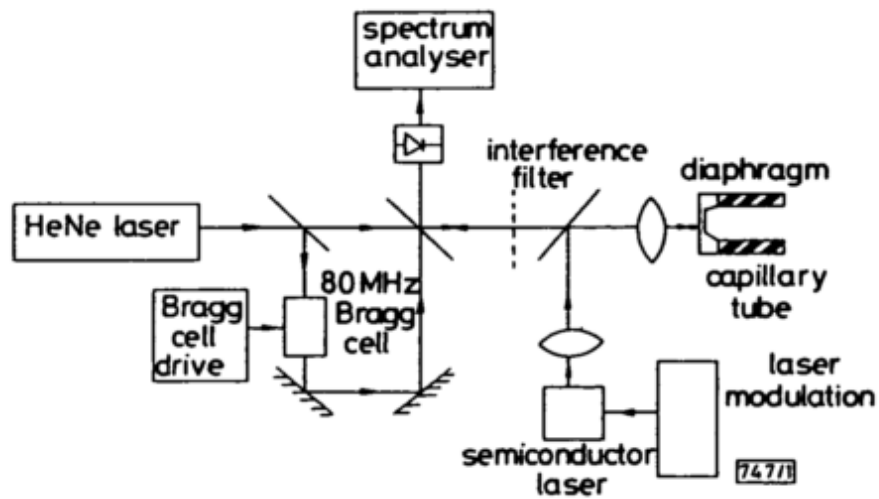 spectrum
analyser
interference
filter
diaphragm
HeNe laser
80 MHz
Bragg
cell
Bragg
cell
drive
capillary
tube
laser
modulation
semiconductor
laser
747/1